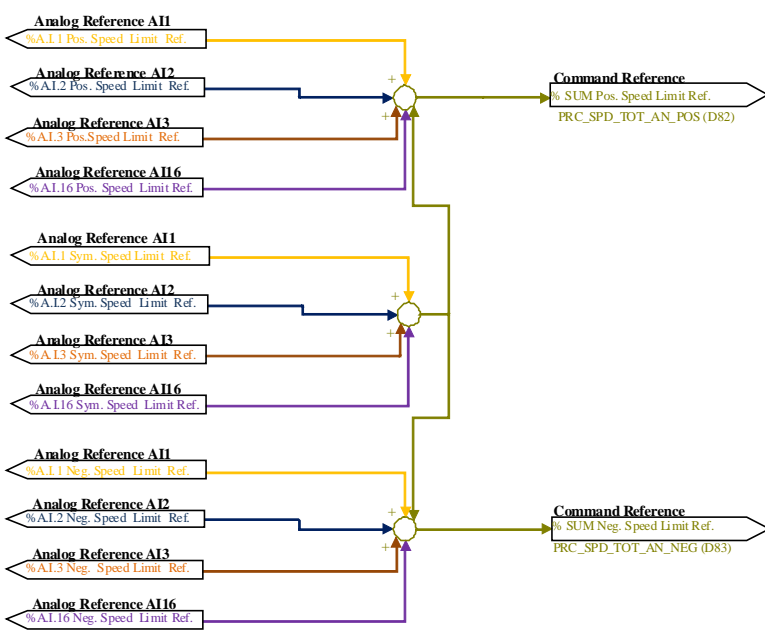 Analog Reference AI1
%A.I.1 Pos. Speed Limit Ref.
Analog Reference AI2
%A.I.2 Pos. Speed Limit Ref.
Analog Reference AI3
%A.I.3 Pos.Speed Limit Ref.
Analog Reference AI16
%A.I.16 Pos. Speed Limit Ref.
+
+
Command Reference
% SUM Pos. Speed Limit Ref.
PRC_SPD_TOT_AN_POS (D82)
Analog Reference AI1
%A.I.1 Sym. Speed Limit Ref.
Analog Reference AI2
%A.I.2 Sym. Speed Limit Ref.
Analog Reference AI3
%A.I.3 Sym. Speed Limit Ref.
Analog Reference AI16
%A.I.16 Sym. Speed Limit Ref.
+
+
Analog Reference AI1
%A.I.1 Neg. Speed Limit Ref.
Analog Reference AI2
%A.I.2 Neg. Speed Limit Ref.
Analog Reference AI3
%A.I.3 Neg. Speed Limit Ref.
Analog Reference AI16
%A.I.16 Neg. Speed Limit Ref.
+
+
Command Reference
% SUM Neg. Speed Limit Ref.
PRC_SPD_TOT_AN_NEG (D83)